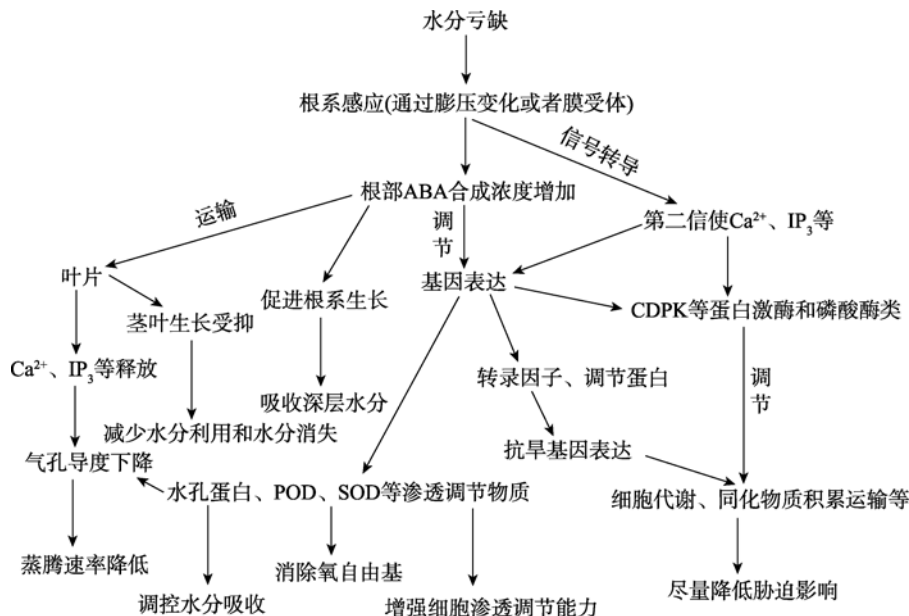 水分亏缺
根系感应(通过膨压变化或者膜受体)
信号转导
根部ABA合成浓度增加
运输
调节
第二信使Ca²⁺、IP₃等
叶片
基因表达
促进根系生长
CDPK等蛋白激酶和磷酸酶类
茎叶生长受抑
Ca²⁺、IP₃等释放
转录因子、调节蛋白
调节
吸收深层水分
减少水分利用和水分消失
抗旱基因表达
气孔导度下降
水孔蛋白、POD、SOD等渗透调节物质
细胞代谢、同化物质积累运输等
蒸腾速率降低
消除氧自由基
尽量降低胁迫影响
调控水分吸收
增强细胞渗透调节能力